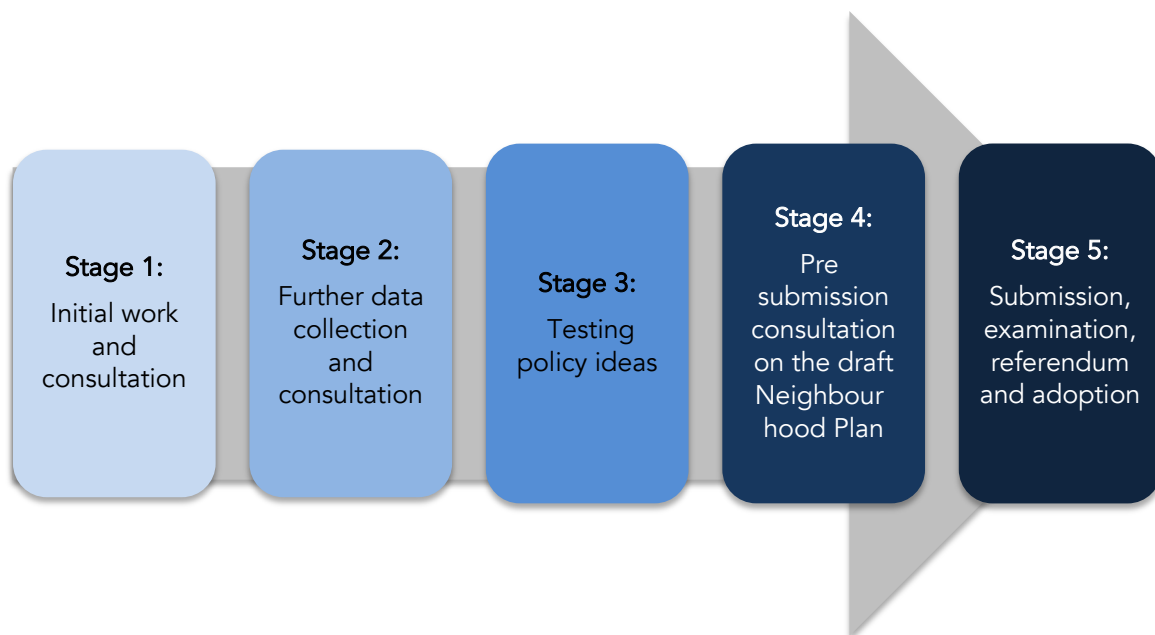 Stage 1:
Initial work
and
consultation
Stage 2:
Further data
collection
and
consultation
Stage 3:
Testing
policy ideas
Stage 4:
Pre
submission
consultation
on the draft
Neighbour
hood Plan
Stage 5:
Submission,
examination,
referendum
and adoption